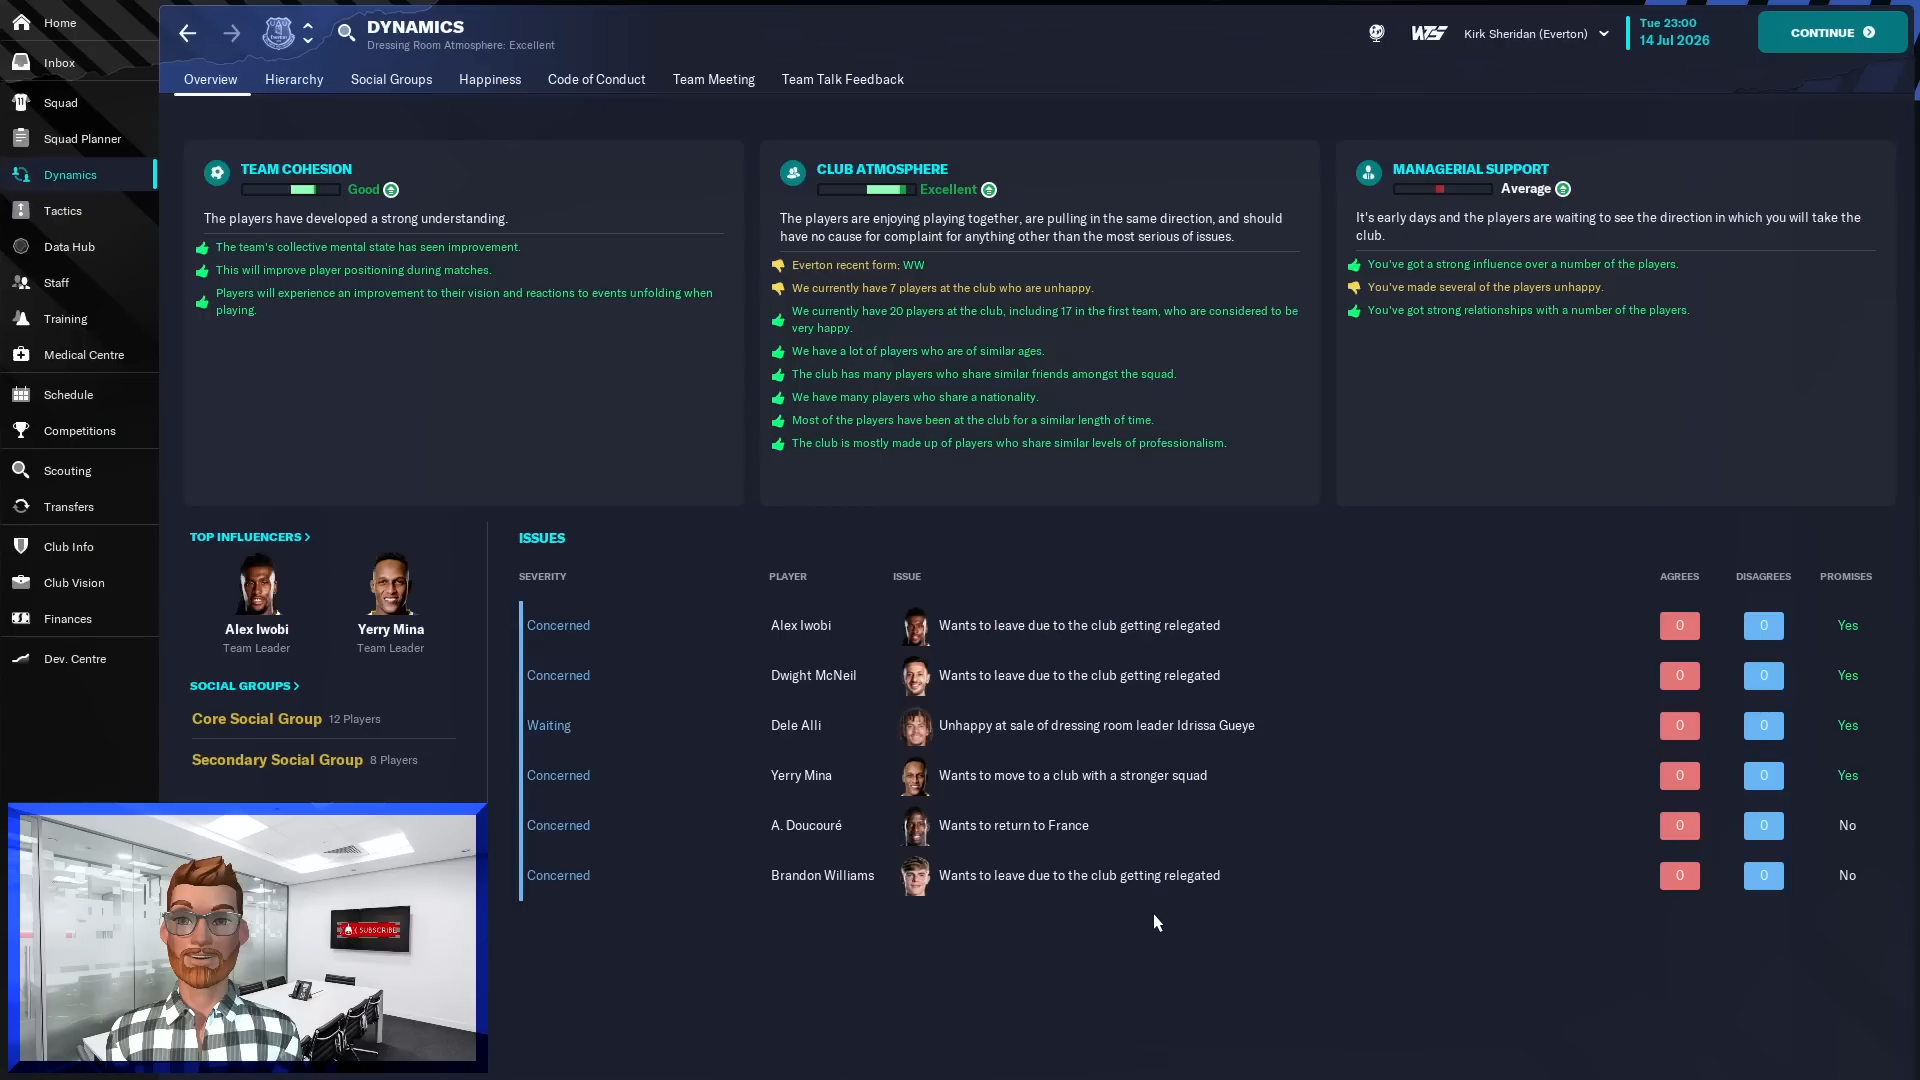 Home
Inbox
Squad
Squad Planner
Dynamics
Tactics
Data Hub
Staff
Training
Medical Centre
Schedule
Competitions
Scouting
Transfers
Club Info
Club Vision
Finances
Dev. Centre
DYNAMICS
Dressing Room Atmosphere: Excellent
Kirk Sheridan (Everton)
Tue 23:00
14 Jul 2026
CONTINUE
Overview Hierarchy Social Groups Happiness Code of Conduct Team Meeting Team Talk Feedback
TEAM COHESION
Good
The players have developed a strong understanding.
The team's collective mental state has seen improvement.
This will improve player positioning during matches.
Players will experience an improvement to their vision and reactions to events unfolding when
playing.
CLUB ATMOSPHERE
Excellent
The players are enjoying playing together, are pulling in the same direction, and should
have no cause for complaint for anything other than the most serious of issues.
Everton recent form: WW
We currently have 7 players at the club who are unhappy.
We currently have 20 players at the club, including 17 in the first team, who are considered to be
very happy.
We have a lot of players who are of similar ages.
The club has many players who share similar friends amongst the squad.
We have many players who share a nationality.
Most of the players have been at the club for a similar length of time.
The club is mostly made up of players who share similar levels of professionalism.
MANAGERIAL SUPPORT
Average
It's early days and the players are waiting to see the direction in which you will take the
club.
You've got a strong influence over a number of the players.
You've made several of the players unhappy.
You've got strong relationships with a number of the players.
TOP INFLUENCERS >
Alex Iwobi
Team Leader
Yerry Mina
Team Leader
SOCIAL GROUPS >
Core Social Group 12 Players
Secondary Social Group 8 Players
ISSUES
SEVERITY PLAYER ISSUE AGREES DISAGREES PROMISES
Concerned Alex Iwobi Wants to leave due to the club getting relegated 0 0 Yes
Concerned Dwight McNeil Wants to leave due to the club getting relegated 0 0 Yes
Waiting Dele Alli Unhappy at sale of dressing room leader Idrissa Gueye 0 0 Yes
Concerned Yerry Mina Wants to move to a club with a stronger squad 0 0 Yes
Concerned A. Doucouré Wants to return to France 0 0 No
Concerned Brandon Williams Wants to leave due to the club getting relegated 0 0 No
SUBSCRIBE